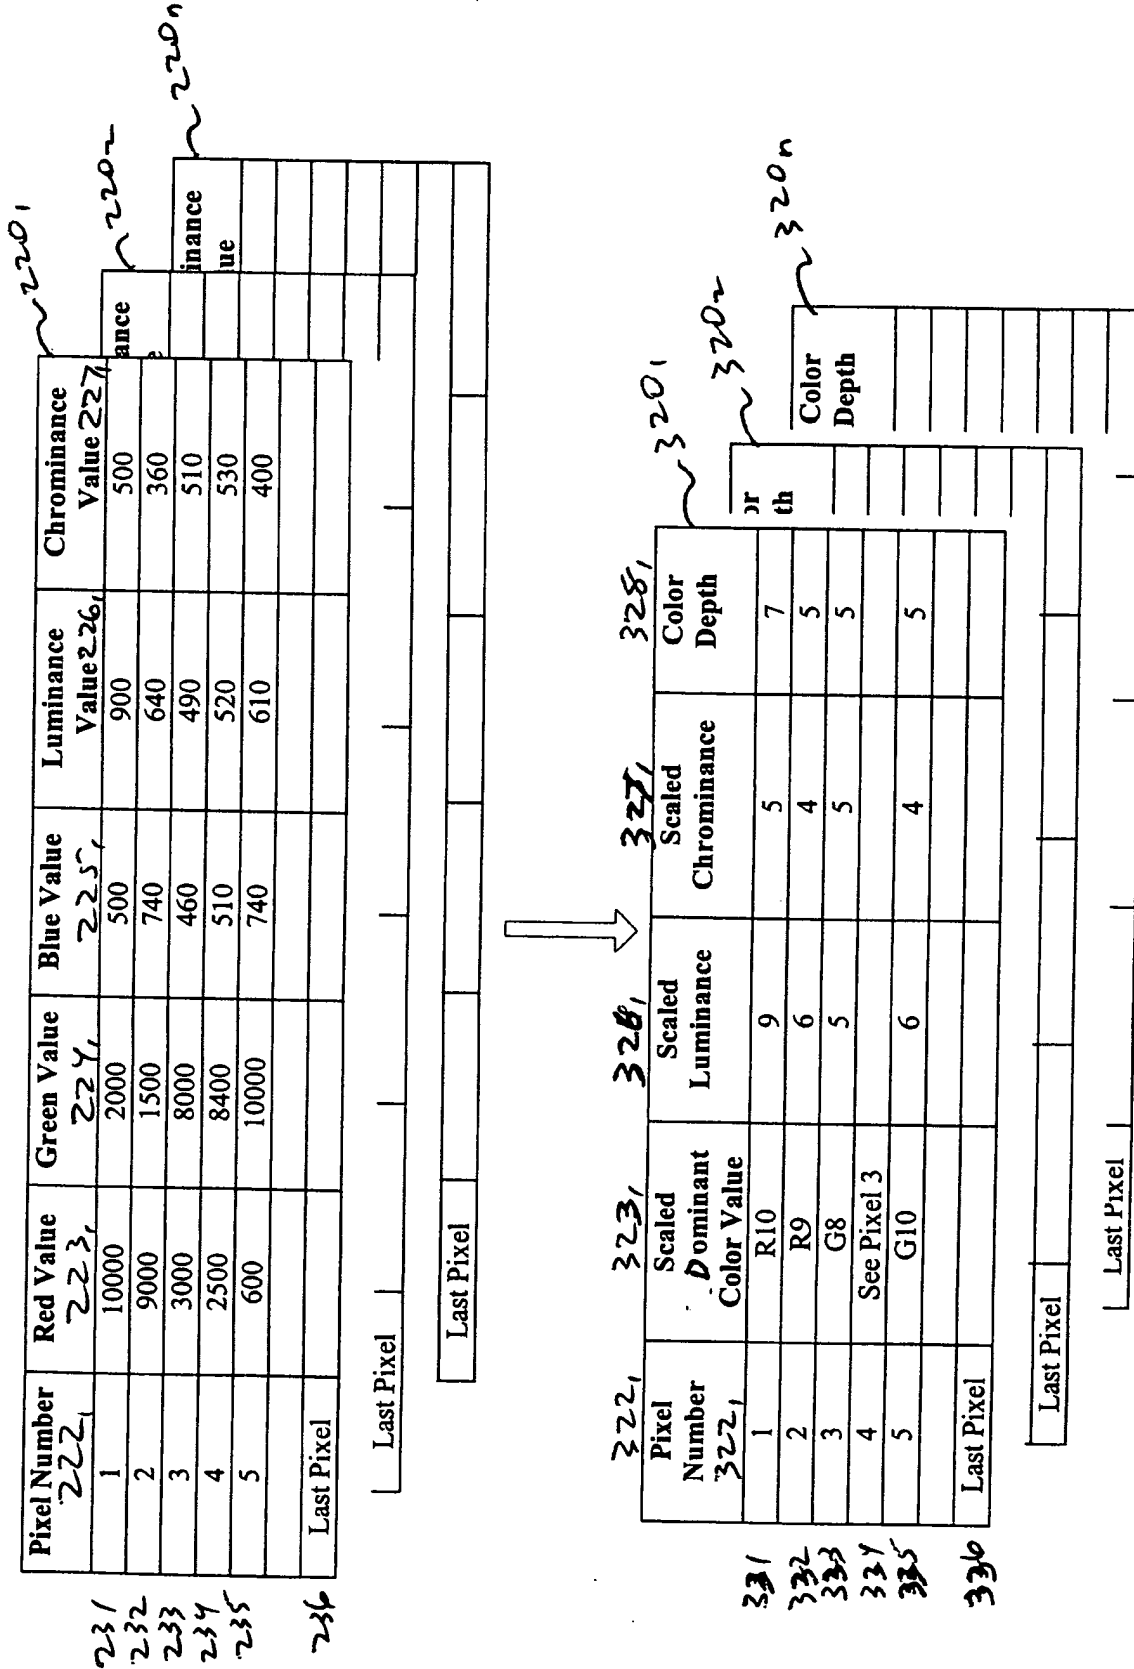 220₁
220₂
220n
Pixel Number 222₁ Red Value 223₁ Green Value 224₁ Blue Value 225₁ Luminance Value 226₁ Chrominance Value 227₁
ance
inance
ue
231 1 10000 2000 500 900 500
232 2 9000 1500 740 640 360
233 3 3000 8000 460 490 510
234 4 2500 8400 510 520 530
235 5 600 10000 740 610 400
236 Last Pixel
Last Pixel
Last Pixel
320₁
320₂
320n
322₁ 323₁ 326₁ 327₁ 328₁
Pixel Number 322₁ Scaled Dominant Color Value Scaled Luminance Scaled Chrominance Color Depth
or
th
Color
Depth
331 1 R10 9 5 7
332 2 R9 6 4 5
333 3 G8 5 5 5
334 4 See Pixel 3
335 5 G10 6 4 5
336 Last Pixel
Last Pixel
Last Pixel